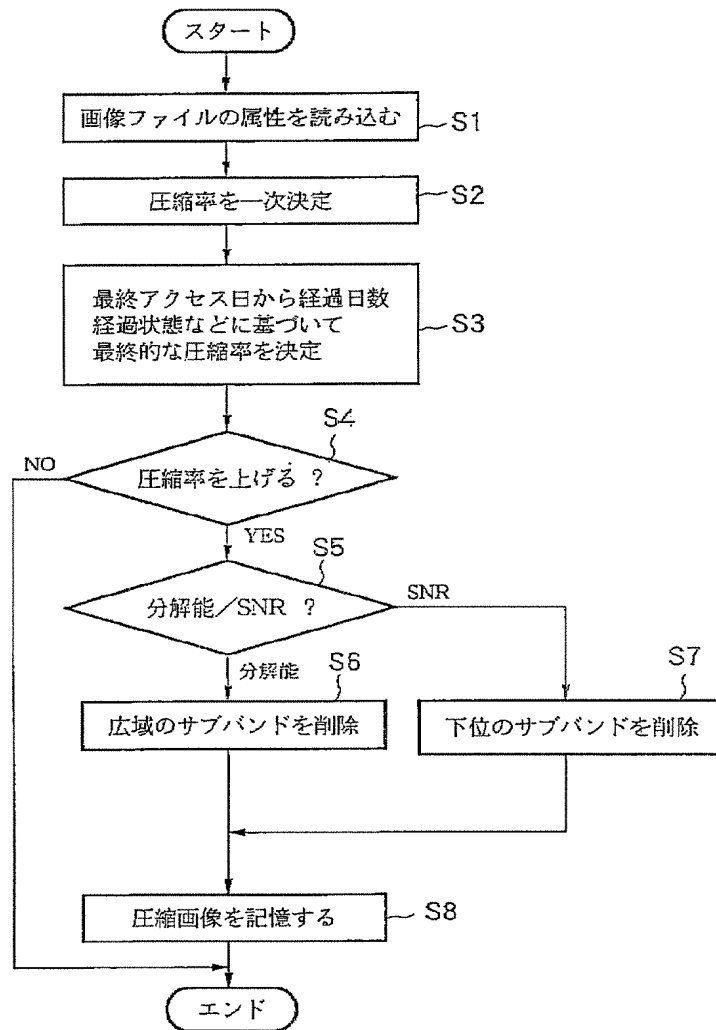 スタート
画像ファイルの属性を読み込む
S1
圧縮率を一次決定
S2
最終アクセス日から経過日数
経過状態などに基づいて
最終的な圧縮率を決定
S3
S4
圧縮率を上げる ?
NO
YES
S5
分解能/SNR ?
SNR
分解能
S6
広域のサブバンドを削除
S7
下位のサブバンドを削除
圧縮画像を記憶する
S8
エンド